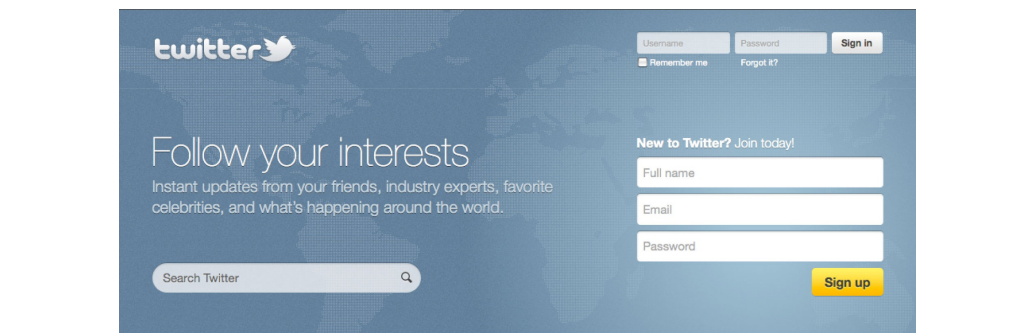 twitter
Username
Password
Sign in
Remember me
Forgot it?
Follow your interests
Instant updates from your friends, industry experts, favorite
celebrities, and what's happening around the world.
Search Twitter
New to Twitter? Join today!
Full name
Email
Password
Sign up